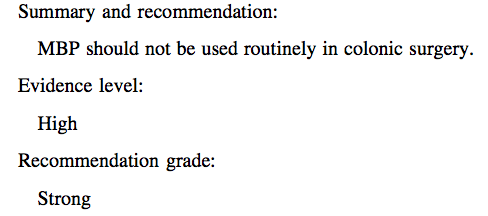 Summary and recommendation:
MBP should not be used routinely in colonic surgery.
Evidence level:
High
Recommendation grade:
Strong